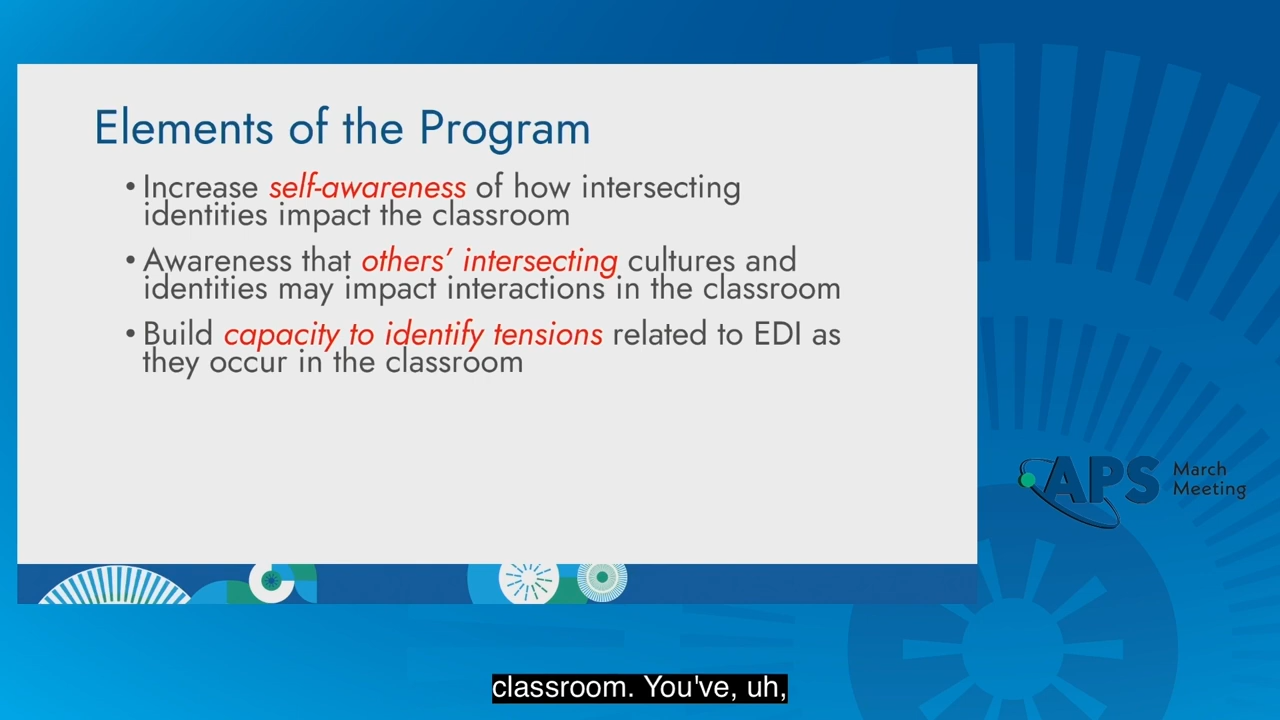 Elements of the Program
• Increase self-awareness of how intersecting
identities impact the classroom
• Awareness that others’ intersecting cultures and
identities may impact interactions in the classroom
• Build capacity to identify tensions related to EDI as
they occur in the classroom
APS March
Meeting
classroom. You've, uh,